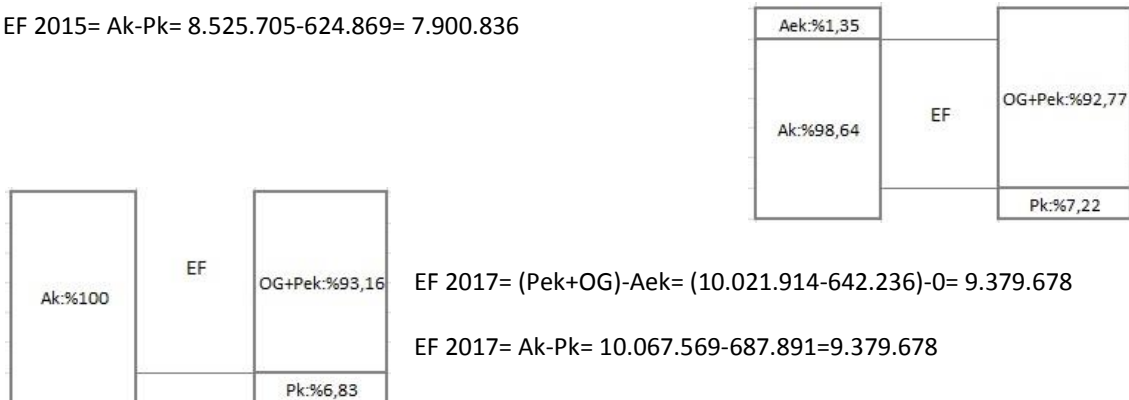 EF 2015= Ak-Pk= 8.525.705-624.869= 7.900.836
Aek:%1,35
Ak:%98,64
EF
OG+Pek:%92,77
Pk:%7,22
Ak:%100
EF
OG+Pek:%93,16
Pk:%6,83
EF 2017= (Pek+OG)-Aek= (10.021.914-642.236)-0= 9.379.678
EF 2017= Ak-Pk= 10.067.569-687.891=9.379.678